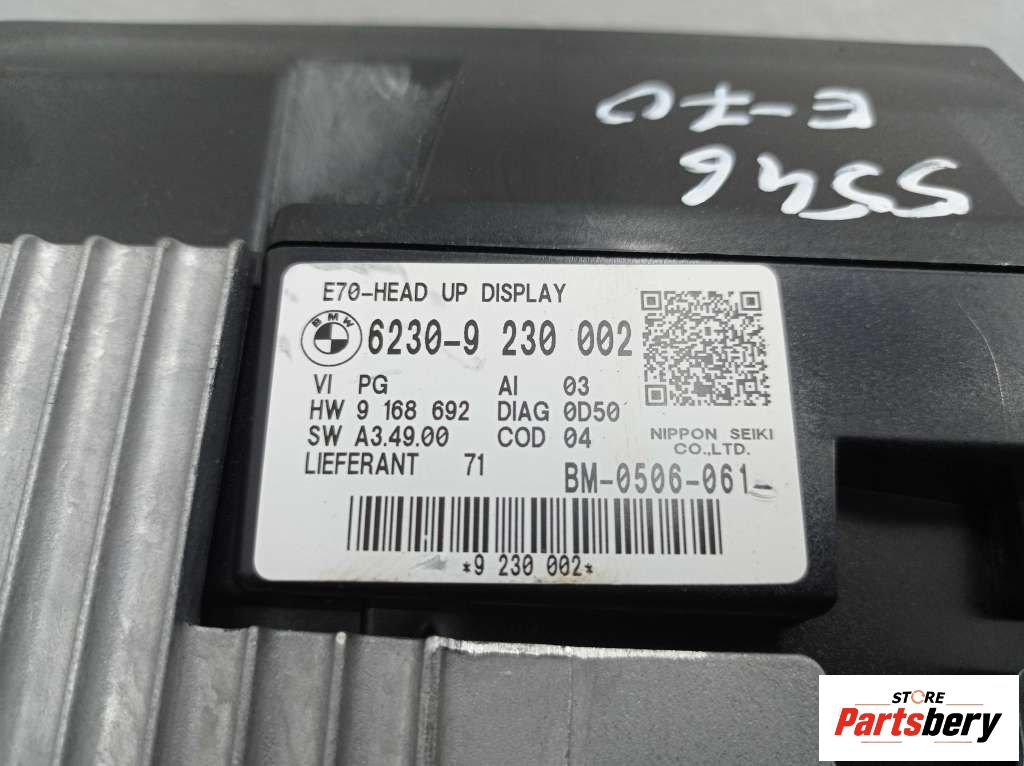 E-70
5546
E70-HEAD UP DISPLAY
BMW
6230-9 230 002
VI PG AI 03
HW 9 168 692 DIAG 0D50
SW A3.49.00 COD 04
NIPPON SEIKI
CO.,LTD.
LIEFERANT 71
BM-0506-061
*9 230 002*
STORE
Partsbery